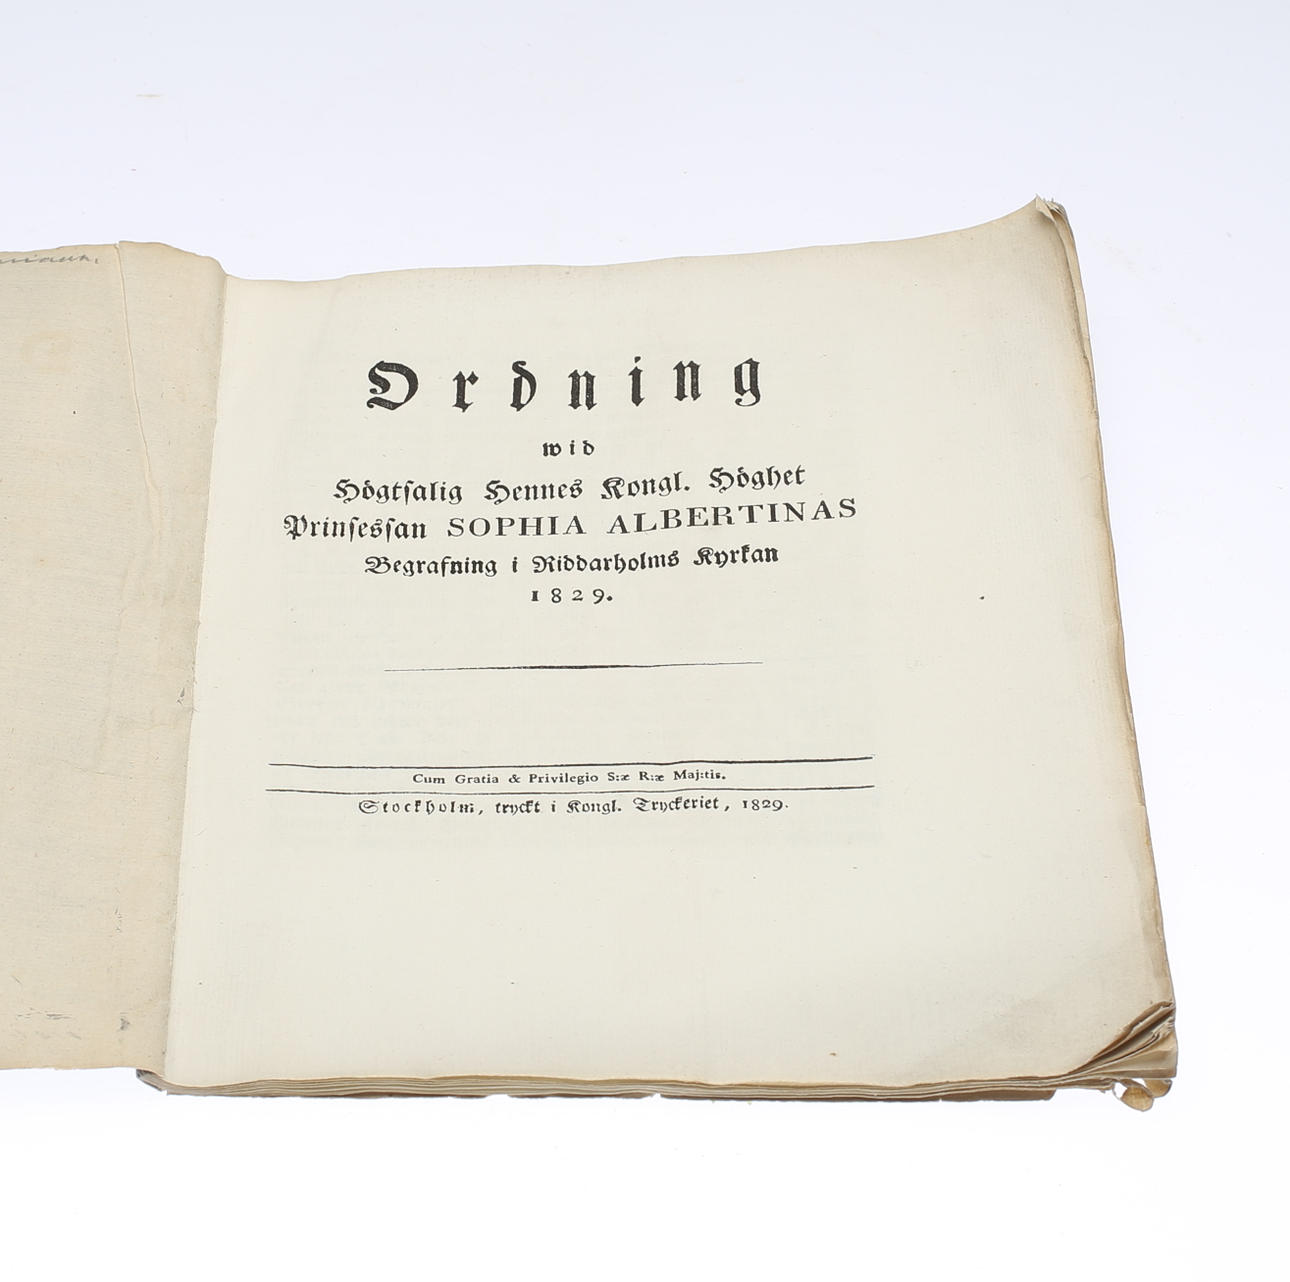 Ordning
wid
Högtsalig Hennes Kongl. Höghet
Prinsessan SOPHIA ALBERTINAS
Begrafning i Riddarholms Kyrkan
1829.
Cum Gratia & Privilegio S:æ R:æ Maj:tis.
Stockholm, tryckt i Kongl. Tryckeriet, 1829.